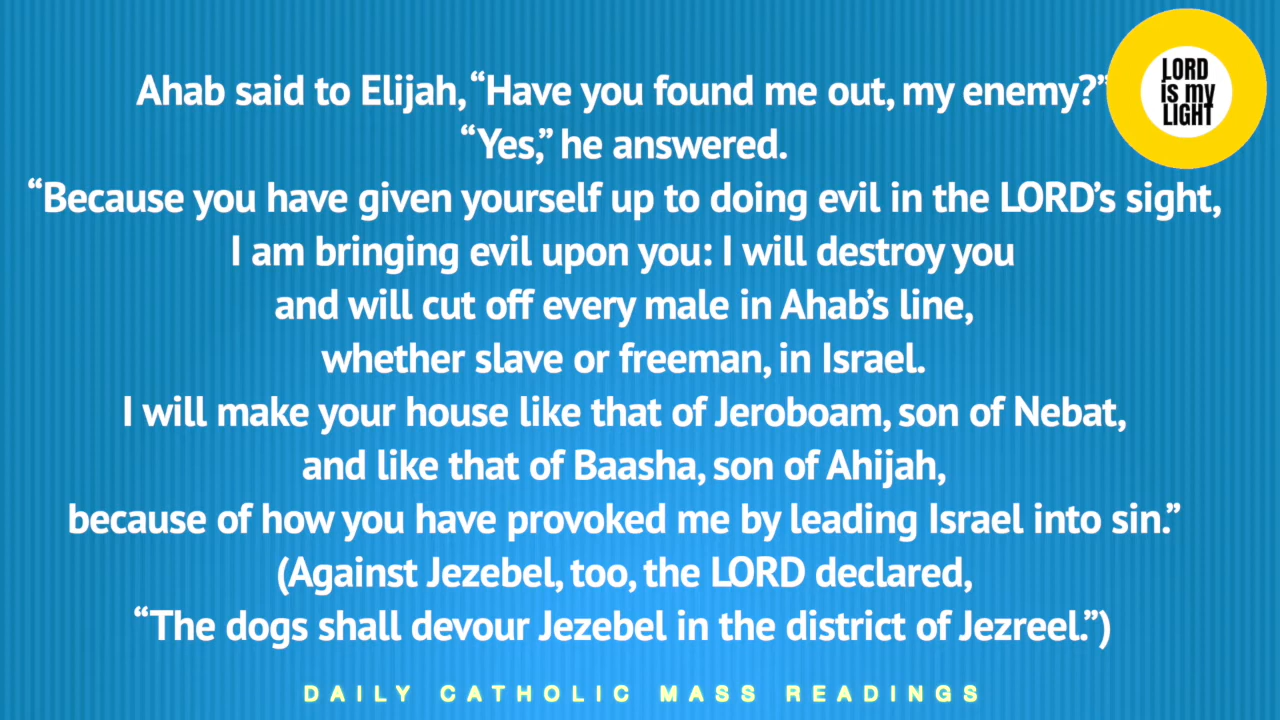 Ahab said to Elijah, “Have you found me out, my enemy?”
“Yes,” he answered.
“Because you have given yourself up to doing evil in the LORD’s sight,
I am bringing evil upon you: I will destroy you
and will cut off every male in Ahab’s line,
whether slave or freeman, in Israel.
I will make your house like that of Jeroboam, son of Nebat,
and like that of Baasha, son of Ahijah,
because of how you have provoked me by leading Israel into sin.”
(Against Jezebel, too, the LORD declared,
“The dogs shall devour Jezebel in the district of Jezreel.”)
DAILY CATHOLIC MASS READINGS
LORD
is my
LIGHT